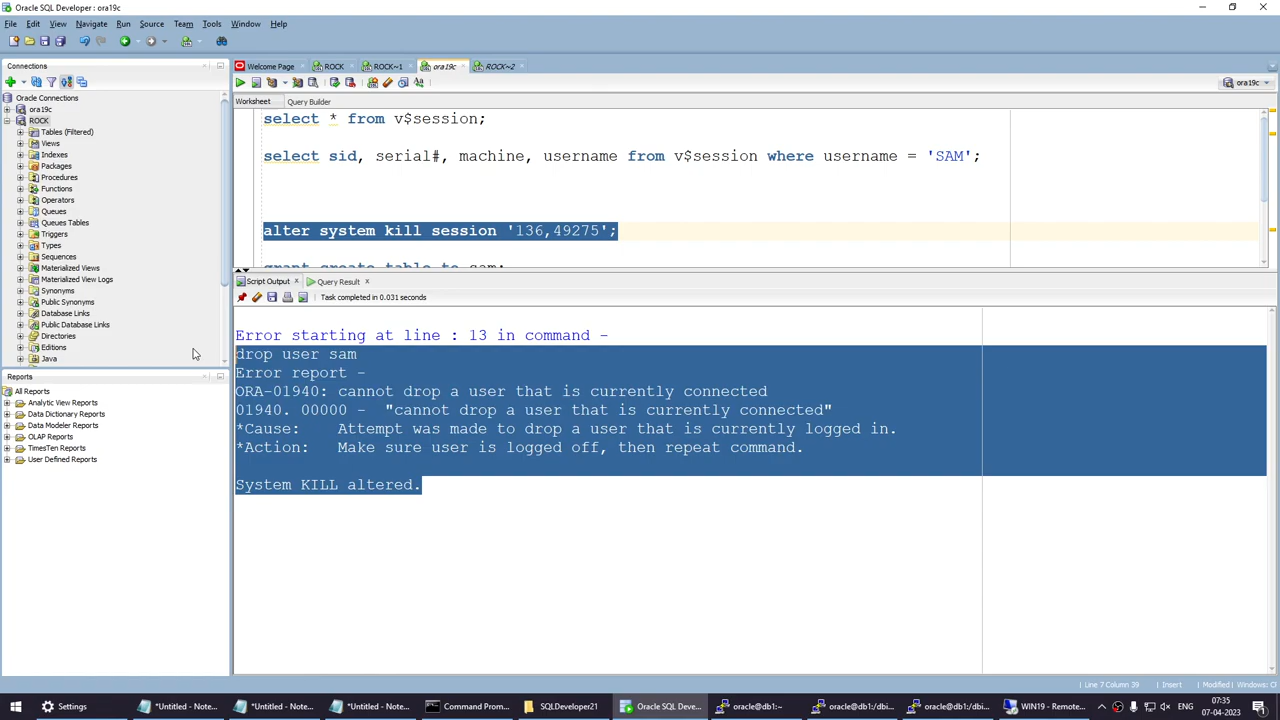 Oracle SQL Developer : ora19c
File Edit View Navigate Run Source Team Tools Window Help
Connections
Oracle Connections
ora19c
ROCK
Tables (Filtered)
Views
Indexes
Packages
Procedures
Functions
Operators
Queues
Queues Tables
Triggers
Types
Sequences
Materialized Views
Materialized View Logs
Synonyms
Public Synonyms
Database Links
Public Database Links
Directories
Editions
Java
Reports
All Reports
Analytic View Reports
Data Dictionary Reports
Data Modeler Reports
OLAP Reports
TimesTen Reports
User Defined Reports
Welcome Page ROCK ROCK~1 ora19c ROCK~2
ora19c
Worksheet Query Builder
select * from v$session;
select sid, serial#, machine, username from v$session where username = 'SAM';
alter system kill session '136,49275';
grant create table to sam;
Script Output Query Result
Task completed in 0.031 seconds
Error starting at line : 13 in command -
drop user sam
Error report -
ORA-01940: cannot drop a user that is currently connected
01940. 00000 - "cannot drop a user that is currently connected"
*Cause: Attempt was made to drop a user that is currently logged in.
*Action: Make sure user is logged off, then repeat command.
System KILL altered.
Line 7 Column 39 Insert Modified Windows: Cl
Settings *Untitled - Note... *Untitled - Note... *Untitled - Note... Command Prom... SQLDeveloper21 Oracle SQL Deve... oracle@db1:~ oracle@db1:/dbi... oracle@db1:/dbi... WIN19 - Remote... ENG 07:35
07-04-2023